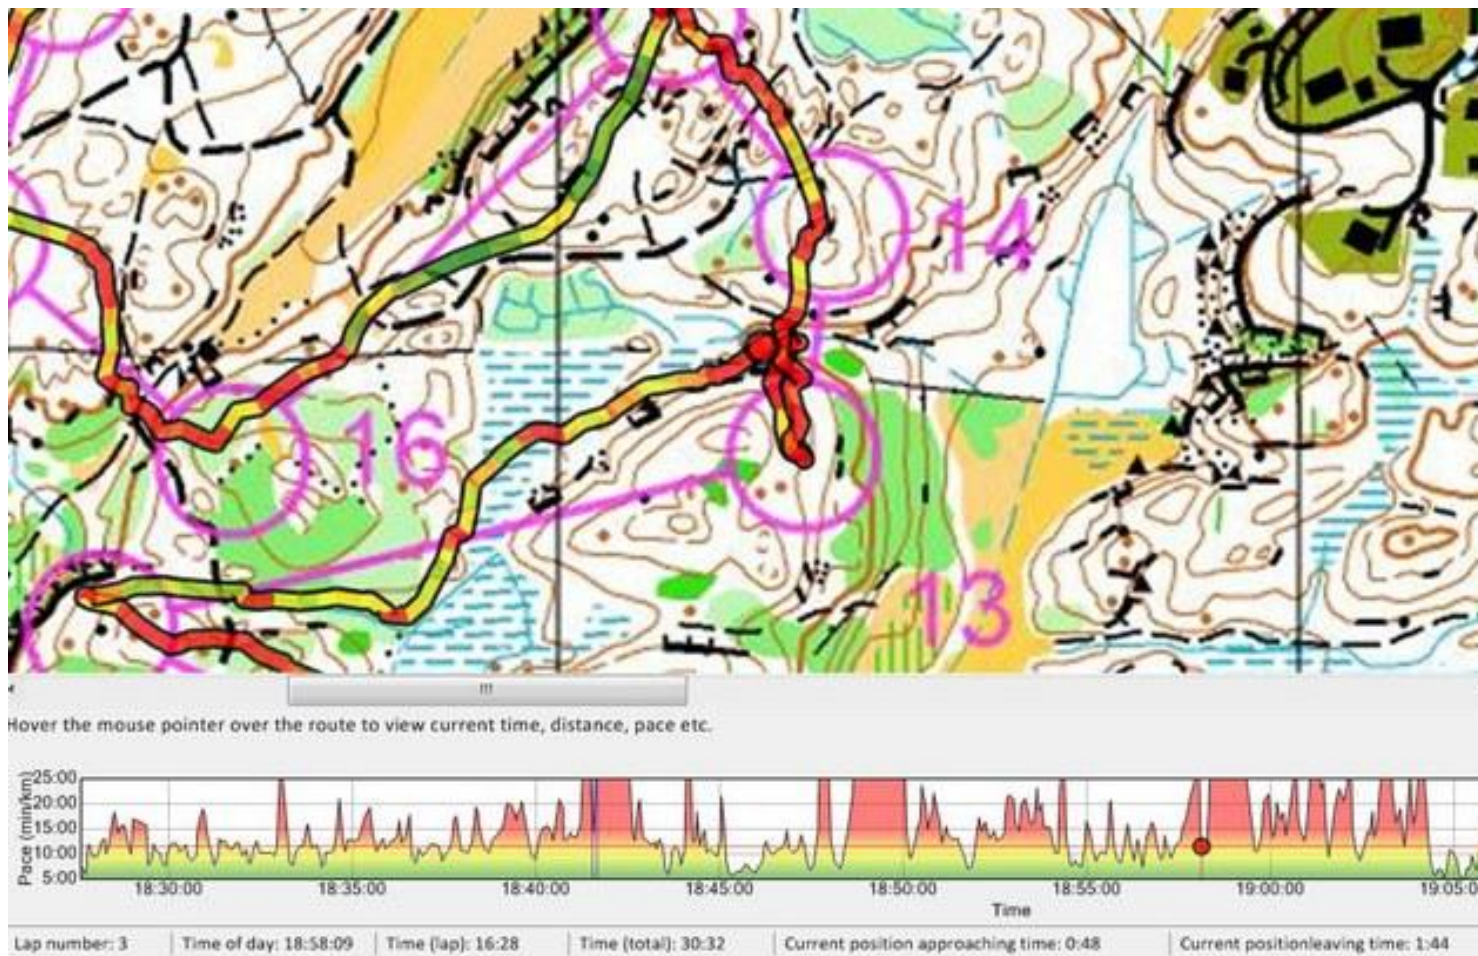 14
16
13
Hover the mouse pointer over the route to view current time, distance, pace etc.
Pace (min/km)
25:00
20:00
15:00
10:00
5:00
18:30:00 18:35:00 18:40:00 18:45:00 18:50:00 18:55:00 19:00:00 19:05:0
Time
Lap number: 3 Time of day: 18:58:09 Time (lap): 16:28 Time (total): 30:32 Current position approaching time: 0:48 Current positionleaving time: 1:44